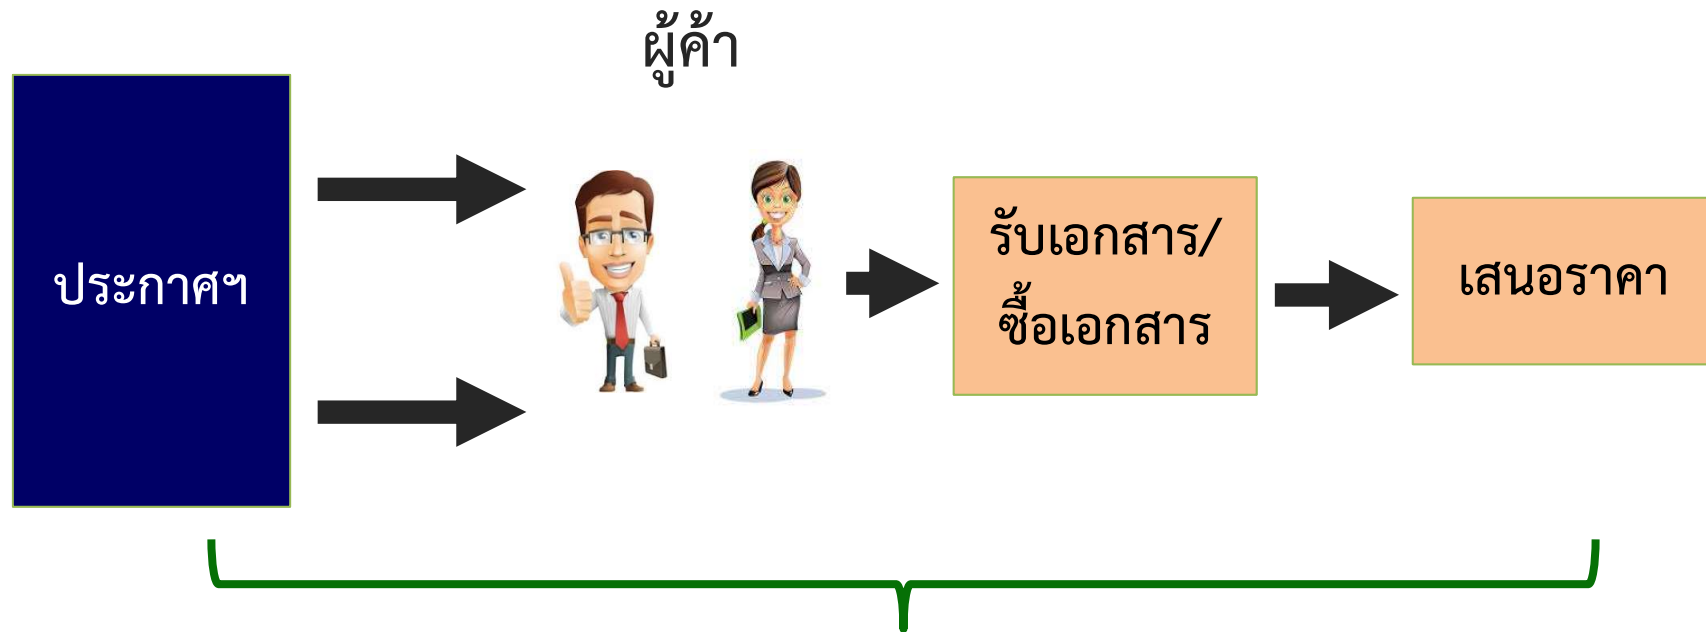 ผู้ค้า
ประกาศฯ
รับเอกสาร/
ซื้อเอกสาร
เสนอราคา